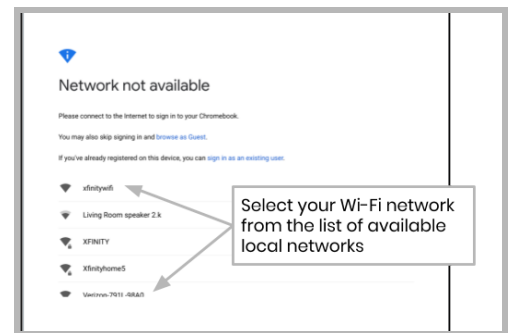 Network not available
Please connect to the Internet to sign in to your Chromebook.
You may also skip signing in and browse as Guest.
If you've already registered on this device, you can sign in as an existing user.
xfinitywifi
Living Room speaker 2.k
XFINITY
Xfinityhome5
Verizon-791L-98A0
Select your Wi-Fi network
from the list of available
local networks